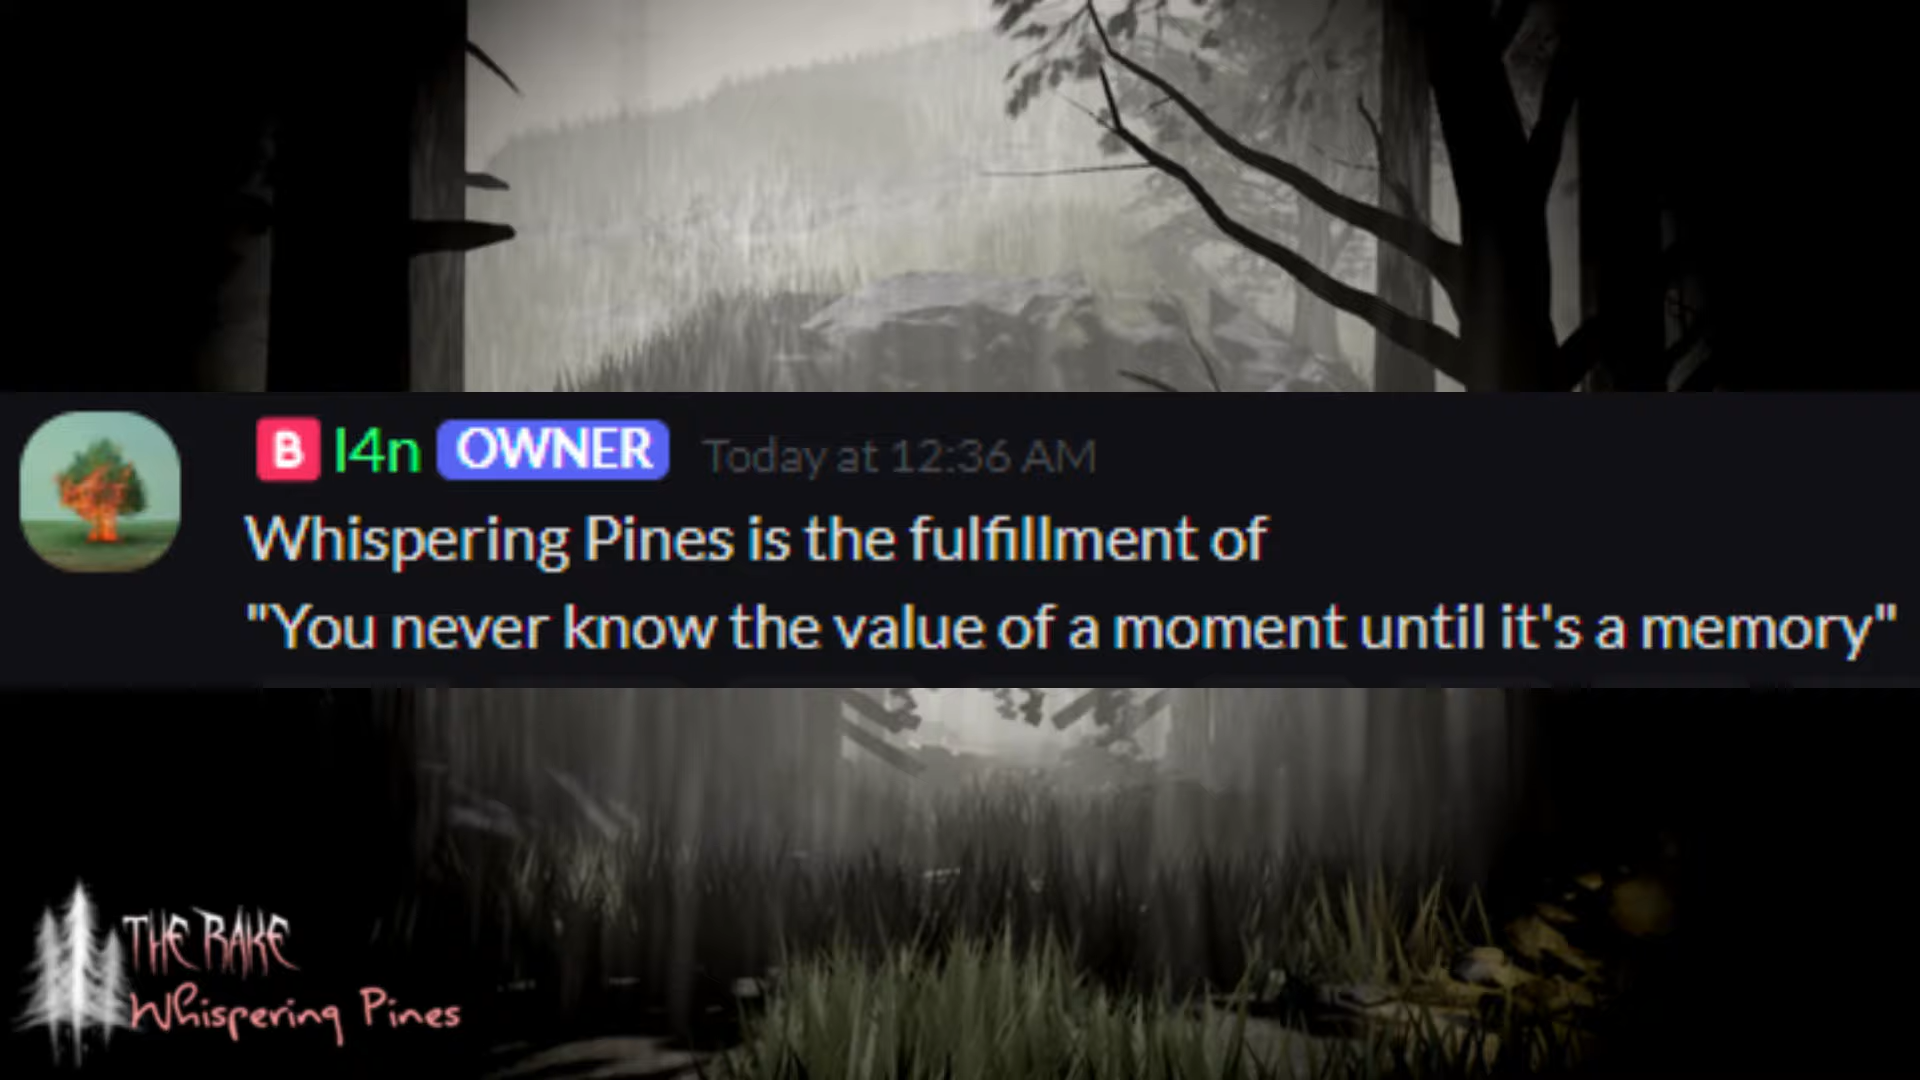 B I4n OWNER Today at 12:36 AM
Whispering Pines is the fulfillment of
"You never know the value of a moment until it's a memory"
THE RAKE
Whispering Pines